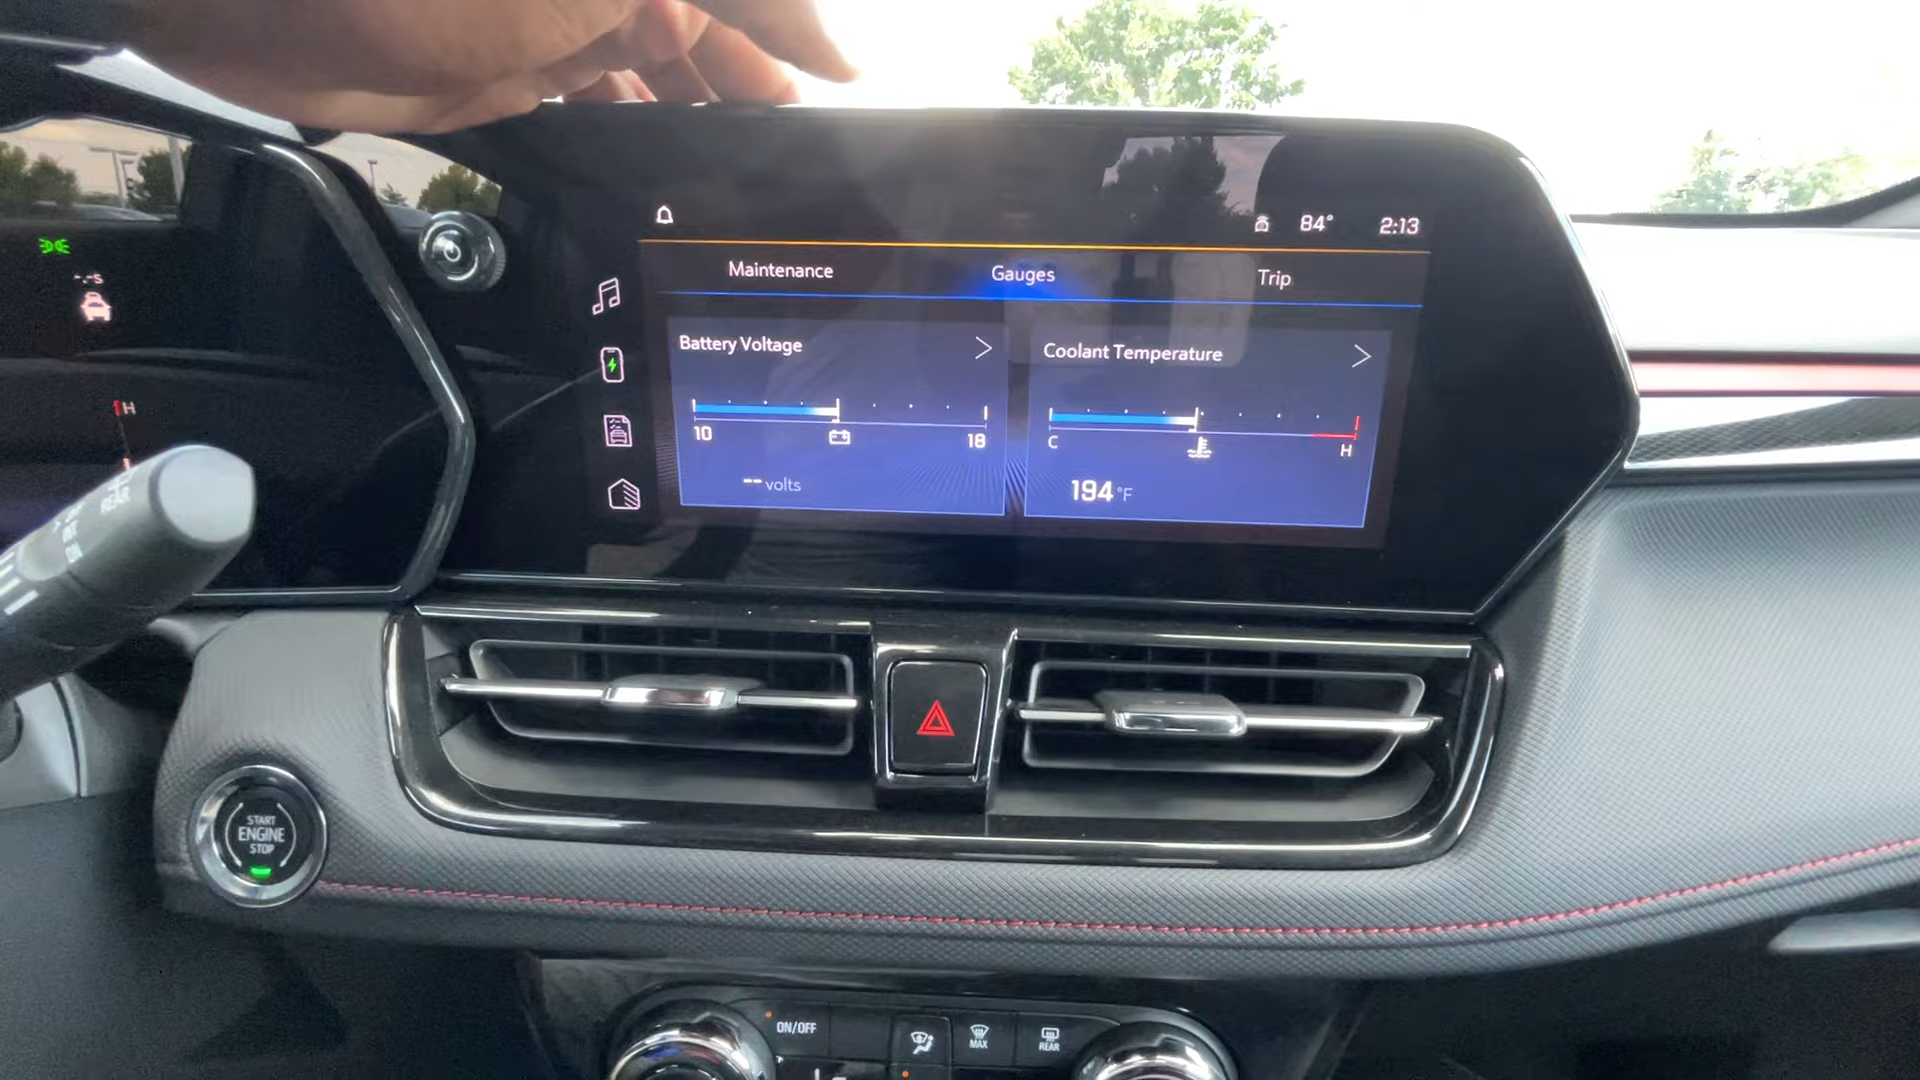 84° 2:13
Maintenance Gauges Trip
Battery Voltage
10 18
-- volts
Coolant Temperature
C H
194 °F
-.-s
H
REAR
START
ENGINE
STOP
ON/OFF
MAX
REAR